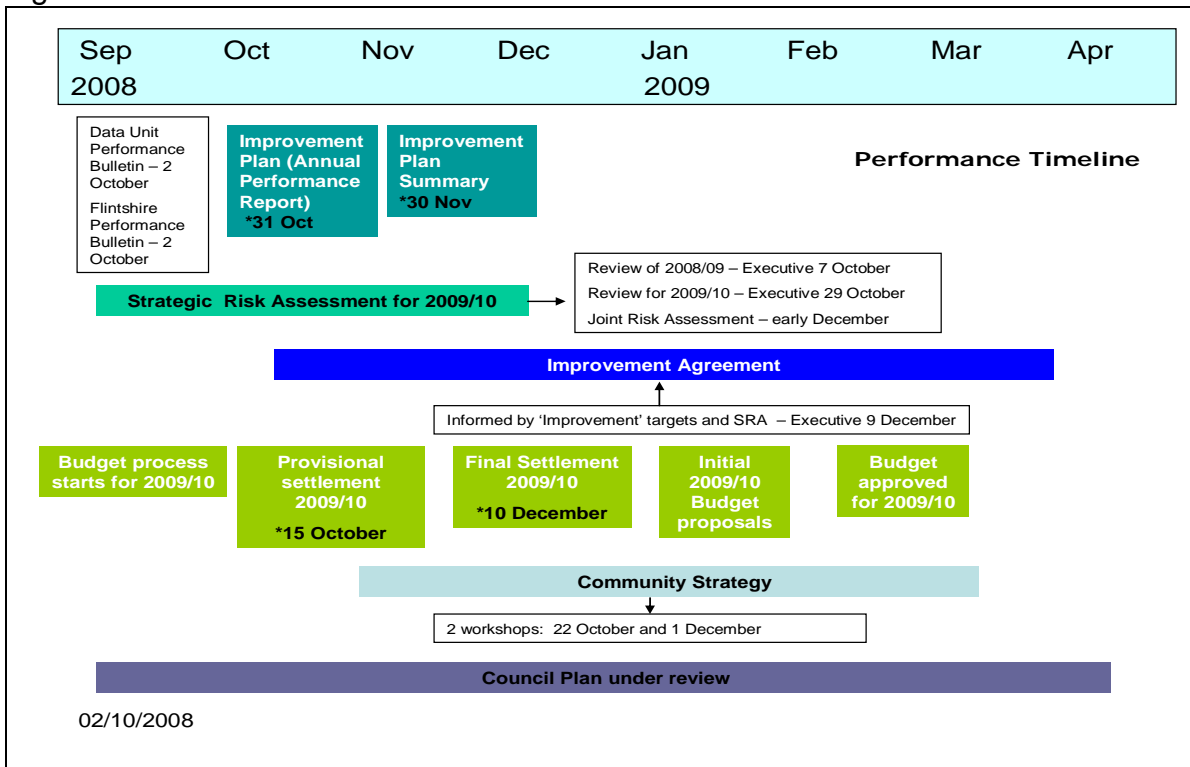 Sep Oct Nov Dec Jan Feb Mar Apr
2008 2009
Data Unit
Performance
Bulletin – 2
October
Flintshire
Performance
Bulletin – 2
October
Improvement
Plan (Annual
Performance
Report)
*31 Oct
Improvement
Plan
Summary
*30 Nov
Performance Timeline
Strategic Risk Assessment for 2009/10
Review of 2008/09 – Executive 7 October
Review for 2009/10 – Executive 29 October
Joint Risk Assessment – early December
Improvement Agreement
Informed by ‘Improvement’ targets and SRA – Executive 9 December
Budget process
starts for 2009/10
Provisional
settlement
2009/10
*15 October
Final Settlement
2009/10
*10 December
Initial
2009/10
Budget
proposals
Budget
approved
for 2009/10
Community Strategy
2 workshops: 22 October and 1 December
Council Plan under review
02/10/2008